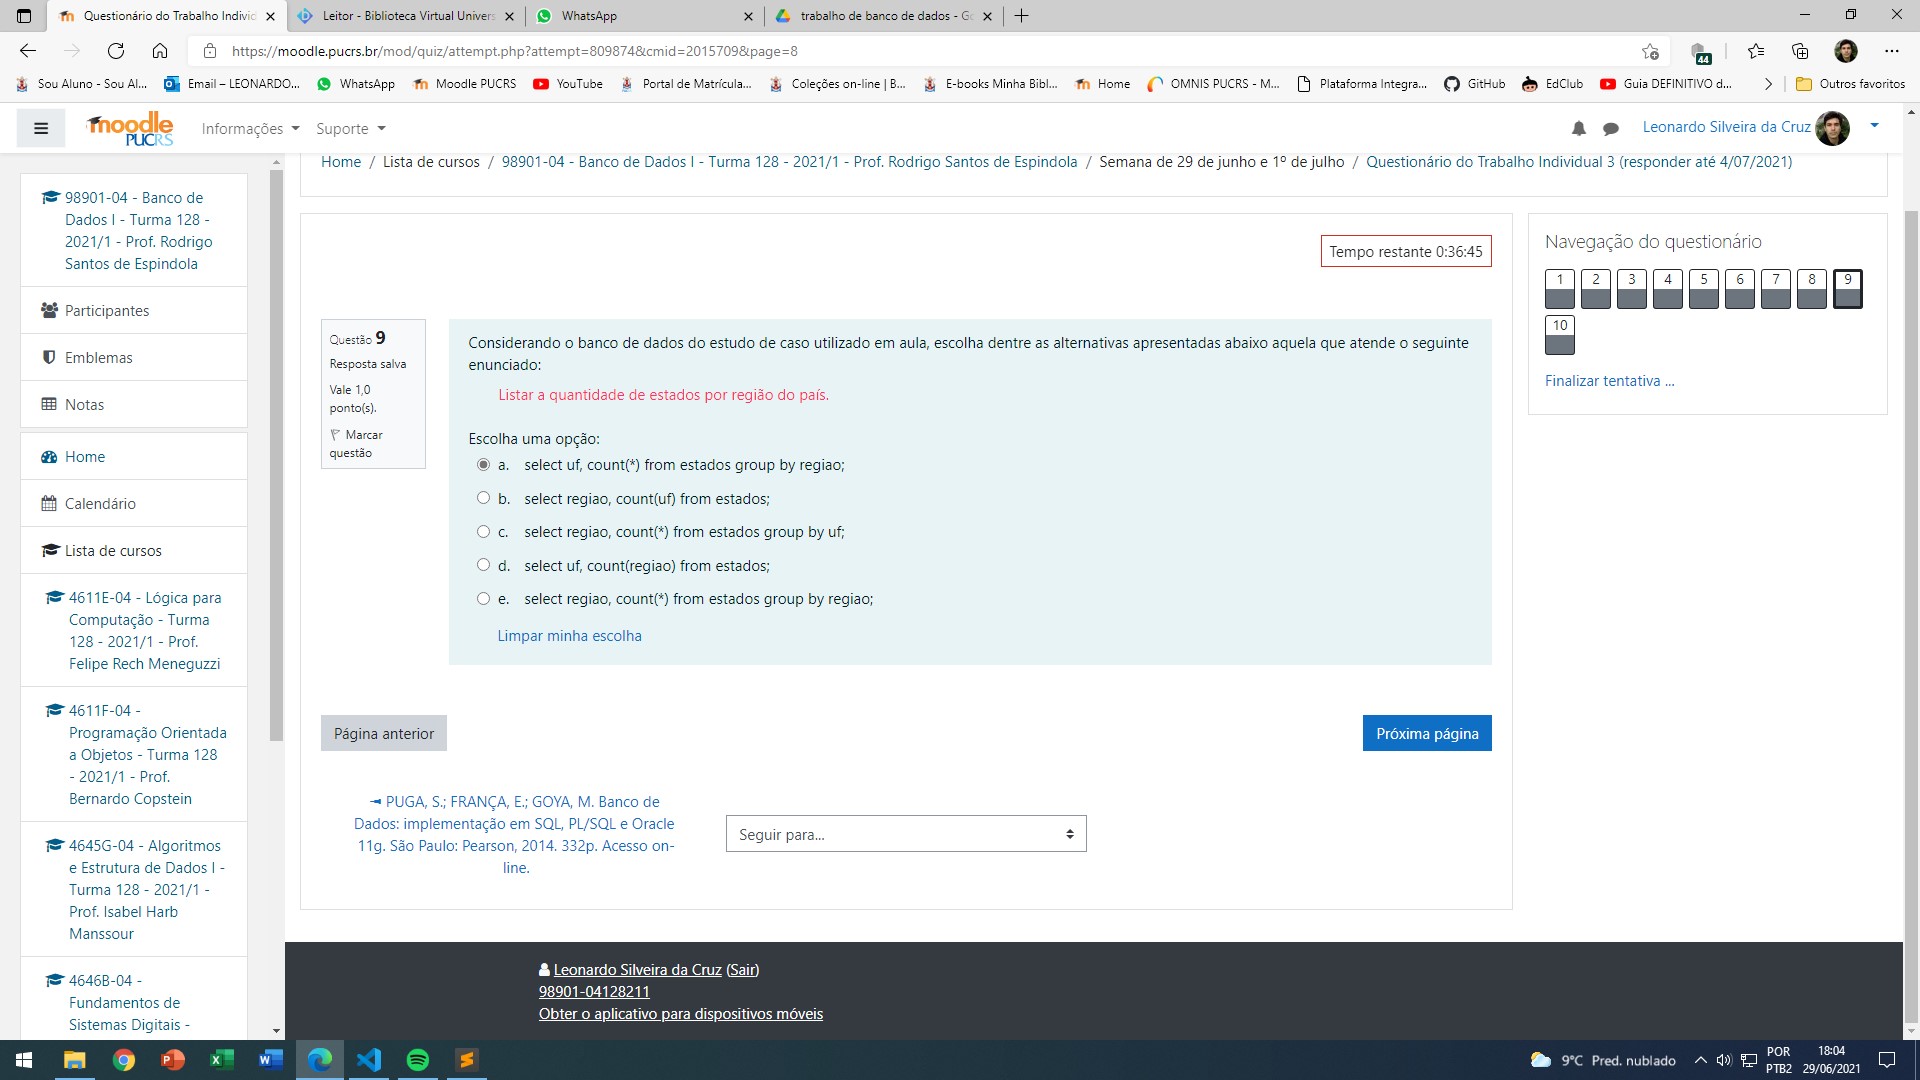 Questionário do Trabalho Individ
Leitor - Biblioteca Virtual Univers
WhatsApp
trabalho de banco de dados - Go
https://moodle.pucrs.br/mod/quiz/attempt.php?attempt=809874&cmid=2015709&page=8
44
Sou Aluno - Sou Al...
Email – LEONARDO...
WhatsApp
Moodle PUCRS
YouTube
Portal de Matrícula...
Coleções on-line | B...
E-books Minha Bibl...
Home
OMNIS PUCRS - M...
Plataforma Integra...
GitHub
EdClub
Guia DEFINITIVO d...
Outros favoritos
moodle
PUCRS
Informações
Suporte
Leonardo Silveira da Cruz
Home / Lista de cursos / 98901-04 - Banco de Dados I - Turma 128 - 2021/1 - Prof. Rodrigo Santos de Espindola / Semana de 29 de junho e 1º de julho / Questionário do Trabalho Individual 3 (responder até 4/07/2021)
98901-04 - Banco de
Dados I - Turma 128 -
2021/1 - Prof. Rodrigo
Santos de Espindola
Participantes
Emblemas
Notas
Home
Calendário
Lista de cursos
4611E-04 - Lógica para
Computação - Turma
128 - 2021/1 - Prof.
Felipe Rech Meneguzzi
4611F-04 -
Programação Orientada
a Objetos - Turma 128
- 2021/1 - Prof.
Bernardo Copstein
4645G-04 - Algoritmos
e Estrutura de Dados I -
Turma 128 - 2021/1 -
Prof. Isabel Harb
Manssour
4646B-04 -
Fundamentos de
Sistemas Digitais -
Tempo restante 0:36:45
Questão 9
Resposta salva
Vale 1,0
ponto(s).
Marcar
questão
Considerando o banco de dados do estudo de caso utilizado em aula, escolha dentre as alternativas apresentadas abaixo aquela que atende o seguinte
enunciado:
Listar a quantidade de estados por região do país.
Escolha uma opção:
a. select uf, count(*) from estados group by regiao;
b. select regiao, count(uf) from estados;
c. select regiao, count(*) from estados group by uf;
d. select uf, count(regiao) from estados;
e. select regiao, count(*) from estados group by regiao;
Limpar minha escolha
Página anterior
Próxima página
◄ PUGA, S.; FRANÇA, E.; GOYA, M. Banco de
Dados: implementação em SQL, PL/SQL e Oracle
11g. São Paulo: Pearson, 2014. 332p. Acesso on-
line.
Seguir para...
Navegação do questionário
1 2 3 4 5 6 7 8 9
10
Finalizar tentativa ...
Leonardo Silveira da Cruz (Sair)
98901-04128211
Obter o aplicativo para dispositivos móveis
9°C Pred. nublado
POR
PTB2
18:04
29/06/2021